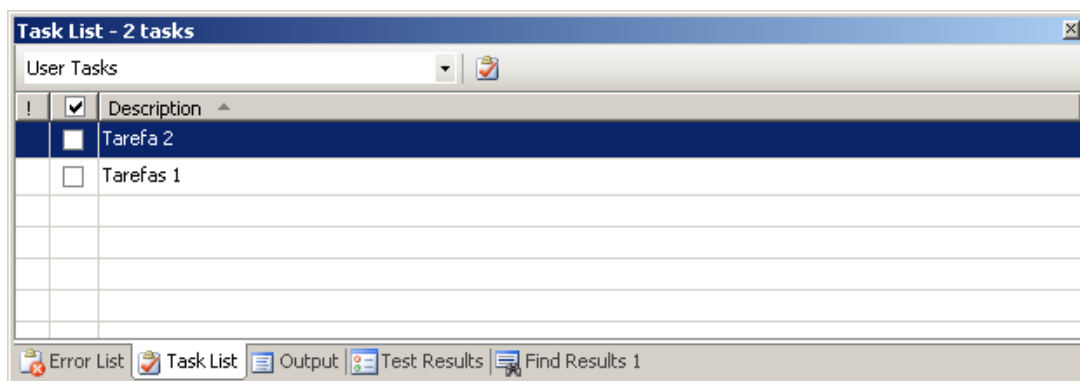 Task List - 2 tasks
User Tasks
! Description
Tarefa 2
Tarefas 1
Error List Task List Output Test Results Find Results 1